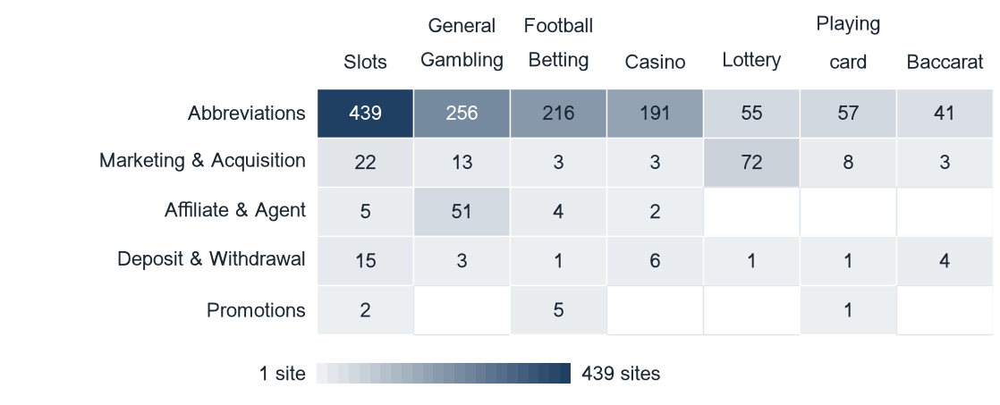 General Football Playing
Slots Gambling Betting Casino Lottery card Baccarat
Abbreviations 439 256 216 191 55 57 41
Marketing & Acquisition 22 13 3 3 72 8 3
Affiliate & Agent 5 51 4 2
Deposit & Withdrawal 15 3 1 6 1 1 4
Promotions 2 5 1
1 site 439 sites